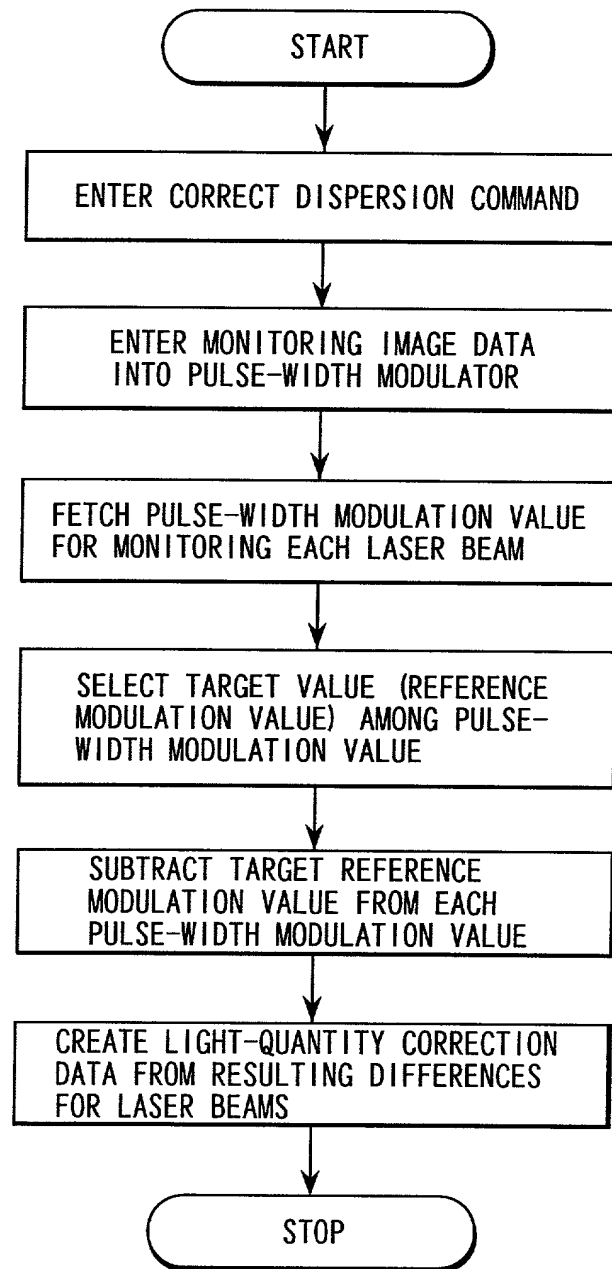 START
ENTER CORRECT DISPERSION COMMAND
ENTER MONITORING IMAGE DATA
INTO PULSE-WIDTH MODULATOR
FETCH PULSE-WIDTH MODULATION VALUE
FOR MONITORING EACH LASER BEAM
SELECT TARGET VALUE (REFERENCE
MODULATION VALUE) AMONG PULSE-
WIDTH MODULATION VALUE
SUBTRACT TARGET REFERENCE
MODULATION VALUE FROM EACH
PULSE-WIDTH MODULATION VALUE
CREATE LIGHT-QUANTITY CORRECTION
DATA FROM RESULTING DIFFERENCES
FOR LASER BEAMS
STOP